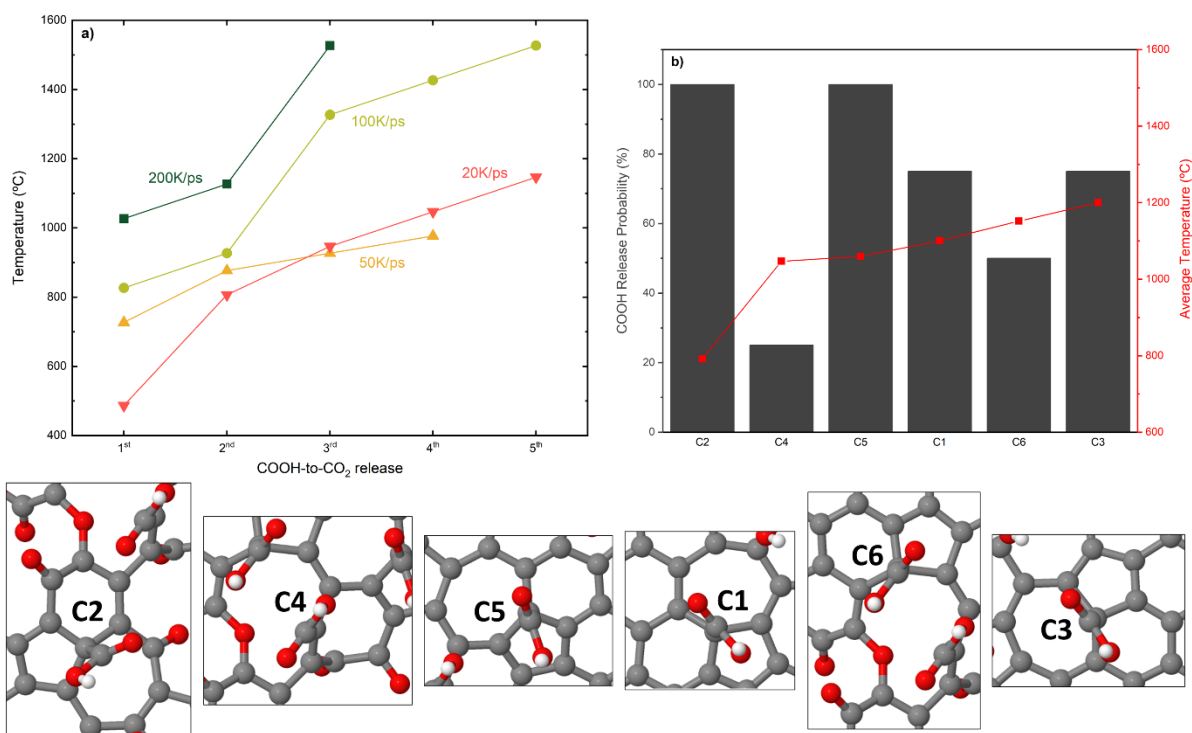 a)
1600
1400
1200
1000
800
600
400
Temperature (ºC)
200K/ps
100K/ps
20K/ps
50K/ps
1st
2nd
3rd
4th
5th
COOH-to-CO2 release
b)
100
80
60
40
20
0
COOH Release Probability (%)
1600
1400
1200
1000
800
600
Average Temperature (ºC)
C2
C4
C5
C1
C6
C3
C2
C4
C5
C1
C6
C3